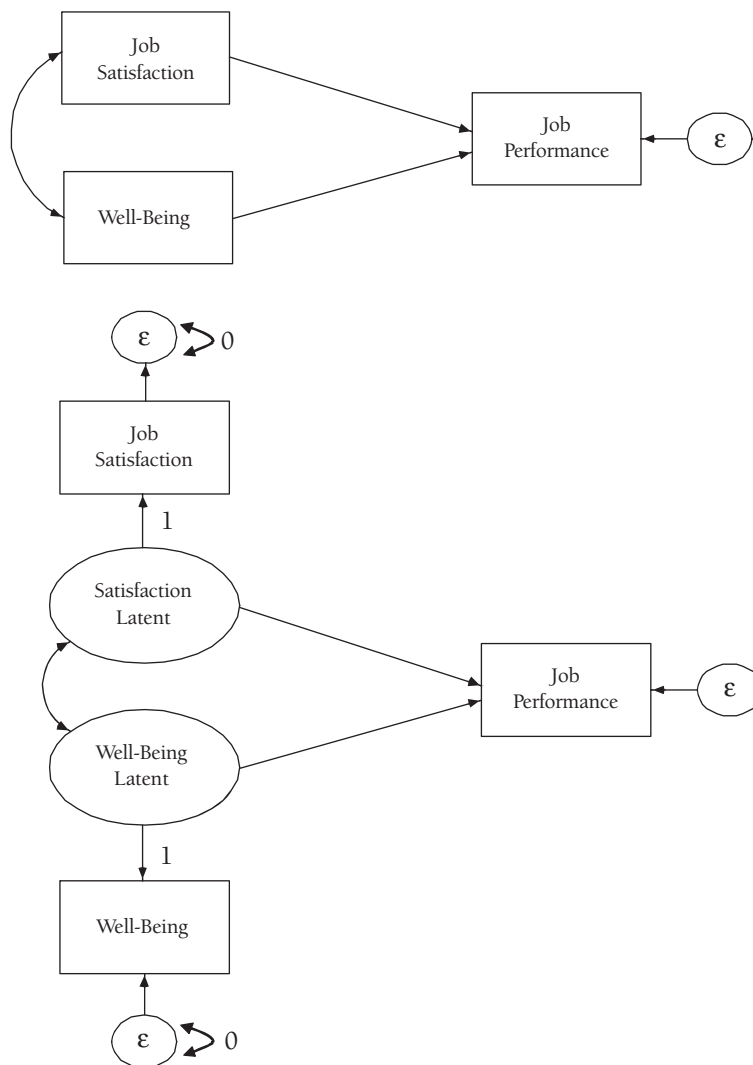 Job
Satisfaction
Job
Performance
ε
Well-Being
ε
0
Job
Satisfaction
1
Satisfaction
Latent
Job
Performance
ε
Well-Being
Latent
1
Well-Being
ε
0